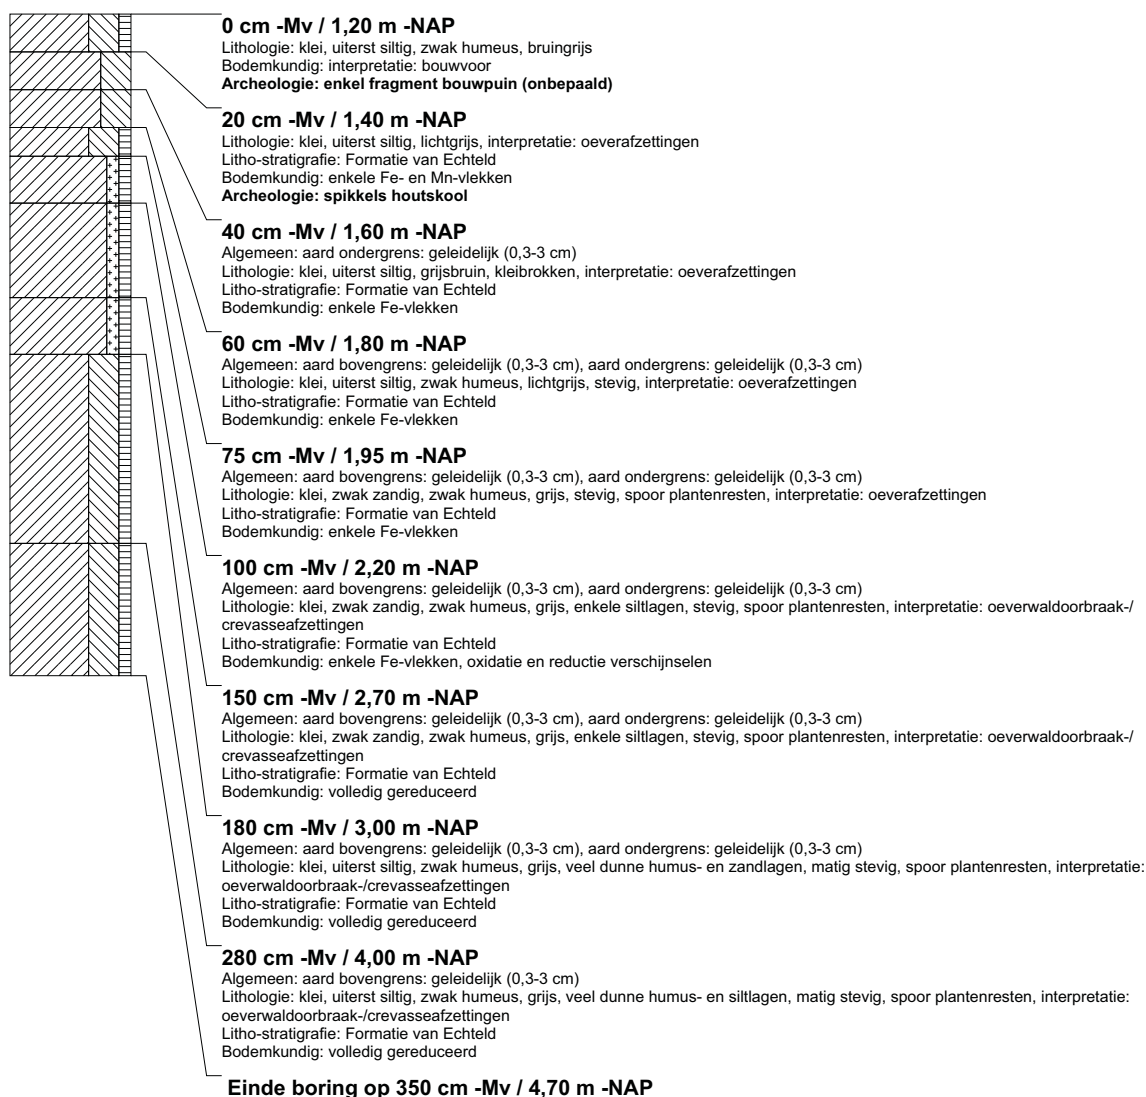 0 cm -Mv / 1,20 m -NAP
Lithologie: klei, uiterst siltig, zwak humeus, bruingrijs
Bodemkundig: interpretatie: bouwvoor
Archeologie: enkel fragment bouwpuin (onbepaald)
20 cm -Mv / 1,40 m -NAP
Lithologie: klei, uiterst siltig, lichtgrijs, interpretatie: oeverafzettingen
Litho-stratigrafie: Formatie van Echteld
Bodemkundig: enkele Fe- en Mn-vlekken
Archeologie: spikkels houtskool
40 cm -Mv / 1,60 m -NAP
Algemeen: aard ondergrens: geleidelijk (0,3-3 cm)
Lithologie: klei, uiterst siltig, grijsbruin, kleibrokken, interpretatie: oeverafzettingen
Litho-stratigrafie: Formatie van Echteld
Bodemkundig: enkele Fe-vlekken
60 cm -Mv / 1,80 m -NAP
Algemeen: aard bovengrens: geleidelijk (0,3-3 cm), aard ondergrens: geleidelijk (0,3-3 cm)
Lithologie: klei, uiterst siltig, zwak humeus, lichtgrijs, stevig, interpretatie: oeverafzettingen
Litho-stratigrafie: Formatie van Echteld
Bodemkundig: enkele Fe-vlekken
75 cm -Mv / 1,95 m -NAP
Algemeen: aard bovengrens: geleidelijk (0,3-3 cm), aard ondergrens: geleidelijk (0,3-3 cm)
Lithologie: klei, zwak zandig, zwak humeus, grijs, stevig, spoor plantenresten, interpretatie: oeverafzettingen
Litho-stratigrafie: Formatie van Echteld
Bodemkundig: enkele Fe-vlekken
100 cm -Mv / 2,20 m -NAP
Algemeen: aard bovengrens: geleidelijk (0,3-3 cm), aard ondergrens: geleidelijk (0,3-3 cm)
Lithologie: klei, zwak zandig, zwak humeus, grijs, enkele siltlagen, stevig, spoor plantenresten, interpretatie: oeverwaldoorbraak-/
crevasseafzettingen
Litho-stratigrafie: Formatie van Echteld
Bodemkundig: enkele Fe-vlekken, oxidatie en reductie verschijnselen
150 cm -Mv / 2,70 m -NAP
Algemeen: aard bovengrens: geleidelijk (0,3-3 cm), aard ondergrens: geleidelijk (0,3-3 cm)
Lithologie: klei, zwak zandig, zwak humeus, grijs, enkele siltlagen, stevig, spoor plantenresten, interpretatie: oeverwaldoorbraak-/
crevasseafzettingen
Litho-stratigrafie: Formatie van Echteld
Bodemkundig: volledig gereduceerd
180 cm -Mv / 3,00 m -NAP
Algemeen: aard bovengrens: geleidelijk (0,3-3 cm), aard ondergrens: geleidelijk (0,3-3 cm)
Lithologie: klei, uiterst siltig, zwak humeus, grijs, veel dunne humus- en zandlagen, matig stevig, spoor plantenresten, interpretatie:
oeverwaldoorbraak-/crevasseafzettingen
Litho-stratigrafie: Formatie van Echteld
Bodemkundig: volledig gereduceerd
280 cm -Mv / 4,00 m -NAP
Algemeen: aard bovengrens: geleidelijk (0,3-3 cm)
Lithologie: klei, uiterst siltig, zwak humeus, grijs, veel dunne humus- en siltlagen, matig stevig, spoor plantenresten, interpretatie:
oeverwaldoorbraak-/crevasseafzettingen
Litho-stratigrafie: Formatie van Echteld
Bodemkundig: volledig gereduceerd
Einde boring op 350 cm -Mv / 4,70 m -NAP